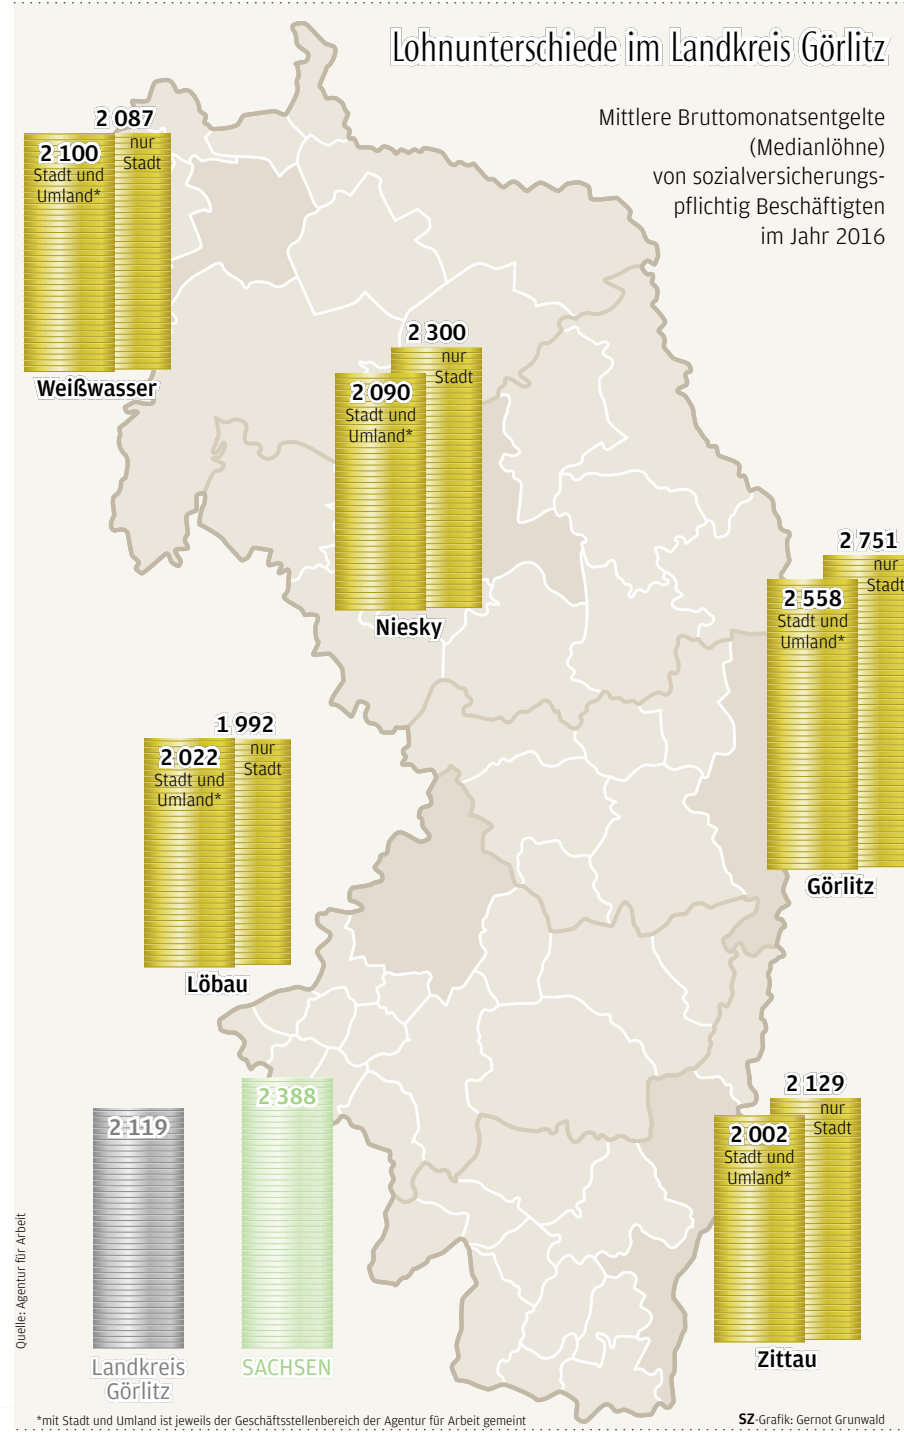 Lohnunterschiede im Landkreis Görlitz
Mittlere Bruttomonatsentgelte
(Medianlöhne)
von sozialversicherungs-
pflichtig Beschäftigten
im Jahr 2016
2 087
nur
Stadt
2 100
Stadt und
Umland*
Weißwasser
2 300
nur
Stadt
2 090
Stadt und
Umland*
Niesky
2 751
nur
Stadt
2 558
Stadt und
Umland*
Görlitz
1 992
nur
Stadt
2 022
Stadt und
Umland*
Löbau
2 129
nur
Stadt
2 002
Stadt und
Umland*
Zittau
2 119
Landkreis
Görlitz
2 388
SACHSEN
Quelle: Agentur für Arbeit
*mit Stadt und Umland ist jeweils der Geschäftsstellenbereich der Agentur für Arbeit gemeint
SZ-Grafik: Gernot Grunwald